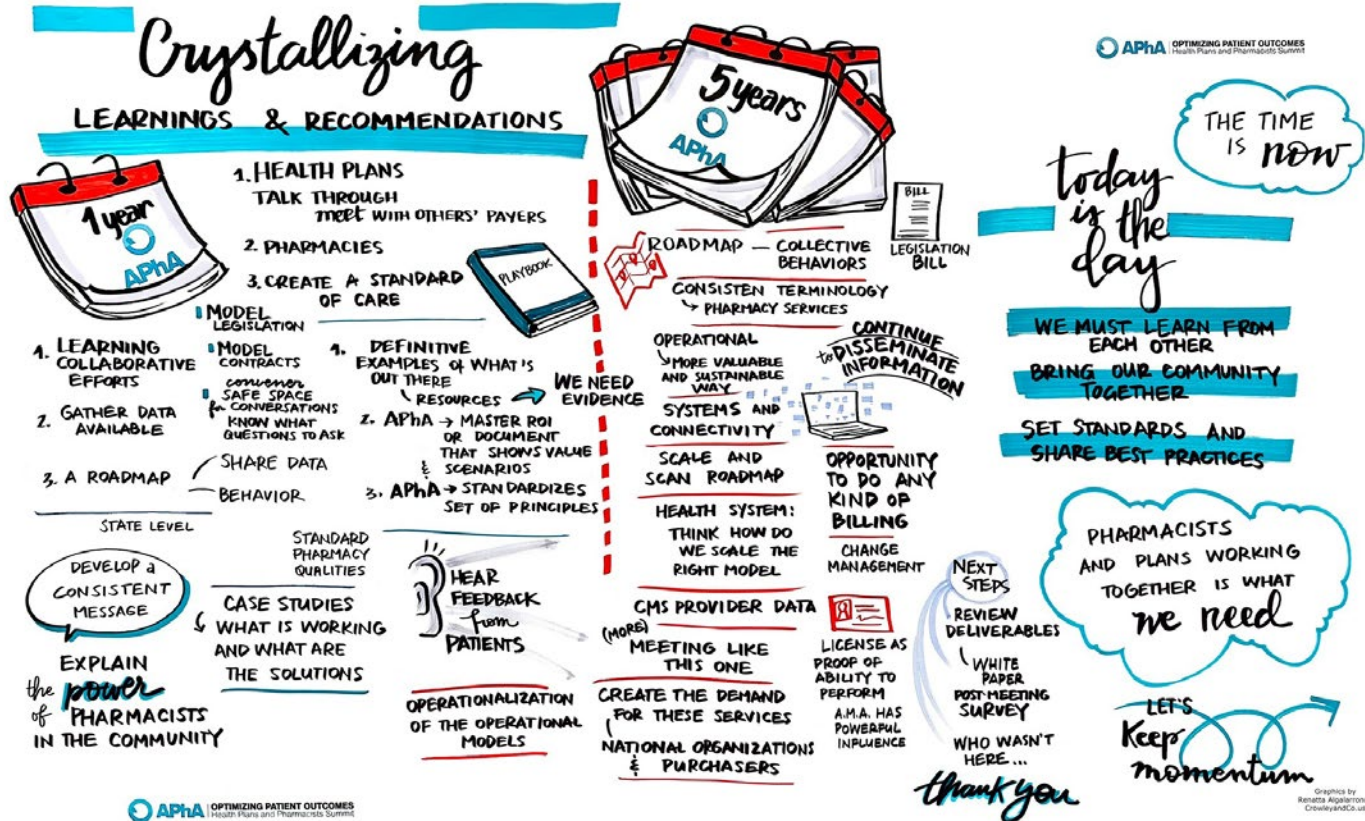 Crystallizing
LEARNINGS & RECOMMENDATIONS
1 year
APhA
1. HEALTH PLANS
TALK THROUGH
meet WITH OTHERS' PAYERS
2. PHARMACIES
3. CREATE A STANDARD
OF CARE
PLAYBOOK
MODEL
LEGISLATION
MODEL
CONTRACTS
convener
SAFE SPACE
for CONVERSATIONS
KNOW WHAT
QUESTIONS TO ASK
1. LEARNING
COLLABORATIVE
EFFORTS
2. GATHER DATA
AVAILABLE
3. A ROADMAP
SHARE DATA
BEHAVIOR
1. DEFINITIVE
EXAMPLES OF WHAT'S
OUT THERE
RESOURCES
WE NEED
EVIDENCE
2. APhA → MASTER ROI
OR DOCUMENT
THAT SHOWS VALUE
& SCENARIOS
3. APhA → STANDARDIZES
SET OF PRINCIPLES
STATE LEVEL
DEVELOP a
CONSISTENT
MESSAGE
EXPLAIN
the power
of PHARMACISTS
IN THE COMMUNITY
STANDARD
PHARMACY
QUALITIES
CASE STUDIES
WHAT IS WORKING
AND WHAT ARE
THE SOLUTIONS
HEAR
FEEDBACK
from
PATIENTS
OPERATIONALIZATION
OF THE OPERATIONAL
MODELS
APhA OPTIMIZING PATIENT OUTCOMES
Health Plans and Pharmacists Summit
5 years
APhA
BILL
LEGISLATION
BILL
ROADMAP — COLLECTIVE
BEHAVIORS
CONSISTEN TERMINOLOGY
PHARMACY SERVICES
OPERATIONAL
MORE VALUABLE
AND SUSTAINABLE
WAY
CONTINUE
to DISSEMINATE
INFORMATION
SYSTEMS AND
CONNECTIVITY
SCALE AND
SCAN ROADMAP
HEALTH SYSTEM:
THINK HOW DO
WE SCALE THE
RIGHT MODEL
OPPORTUNITY
TO DO ANY
KIND OF
BILLING
CHANGE
MANAGEMENT
CMS PROVIDER DATA
(MORE)
MEETING LIKE
THIS ONE
CREATE THE DEMAND
FOR THESE SERVICES
NATIONAL ORGANIZATIONS
& PURCHASERS
LICENSE AS
PROOF OF
ABILITY TO
PERFORM
A.M.A. HAS
POWERFUL
INFLUENCE
NEXT
STEPS
REVIEW
DELIVERABLES
WHITE
PAPER
POST-MEETING
SURVEY
WHO WASN'T
HERE...
thank you
APhA OPTIMIZING PATIENT OUTCOMES
Health Plans and Pharmacists Summit
THE TIME
IS now
today
is the
day
WE MUST LEARN FROM
EACH OTHER
BRING OUR COMMUNITY
TOGETHER
SET STANDARDS AND
SHARE BEST PRACTICES
PHARMACISTS
AND PLANS WORKING
TOGETHER IS WHAT
we need
LET'S
Keep
momentum
Graphics by
Renatta Algalarrondo
CrowleyandCo.us